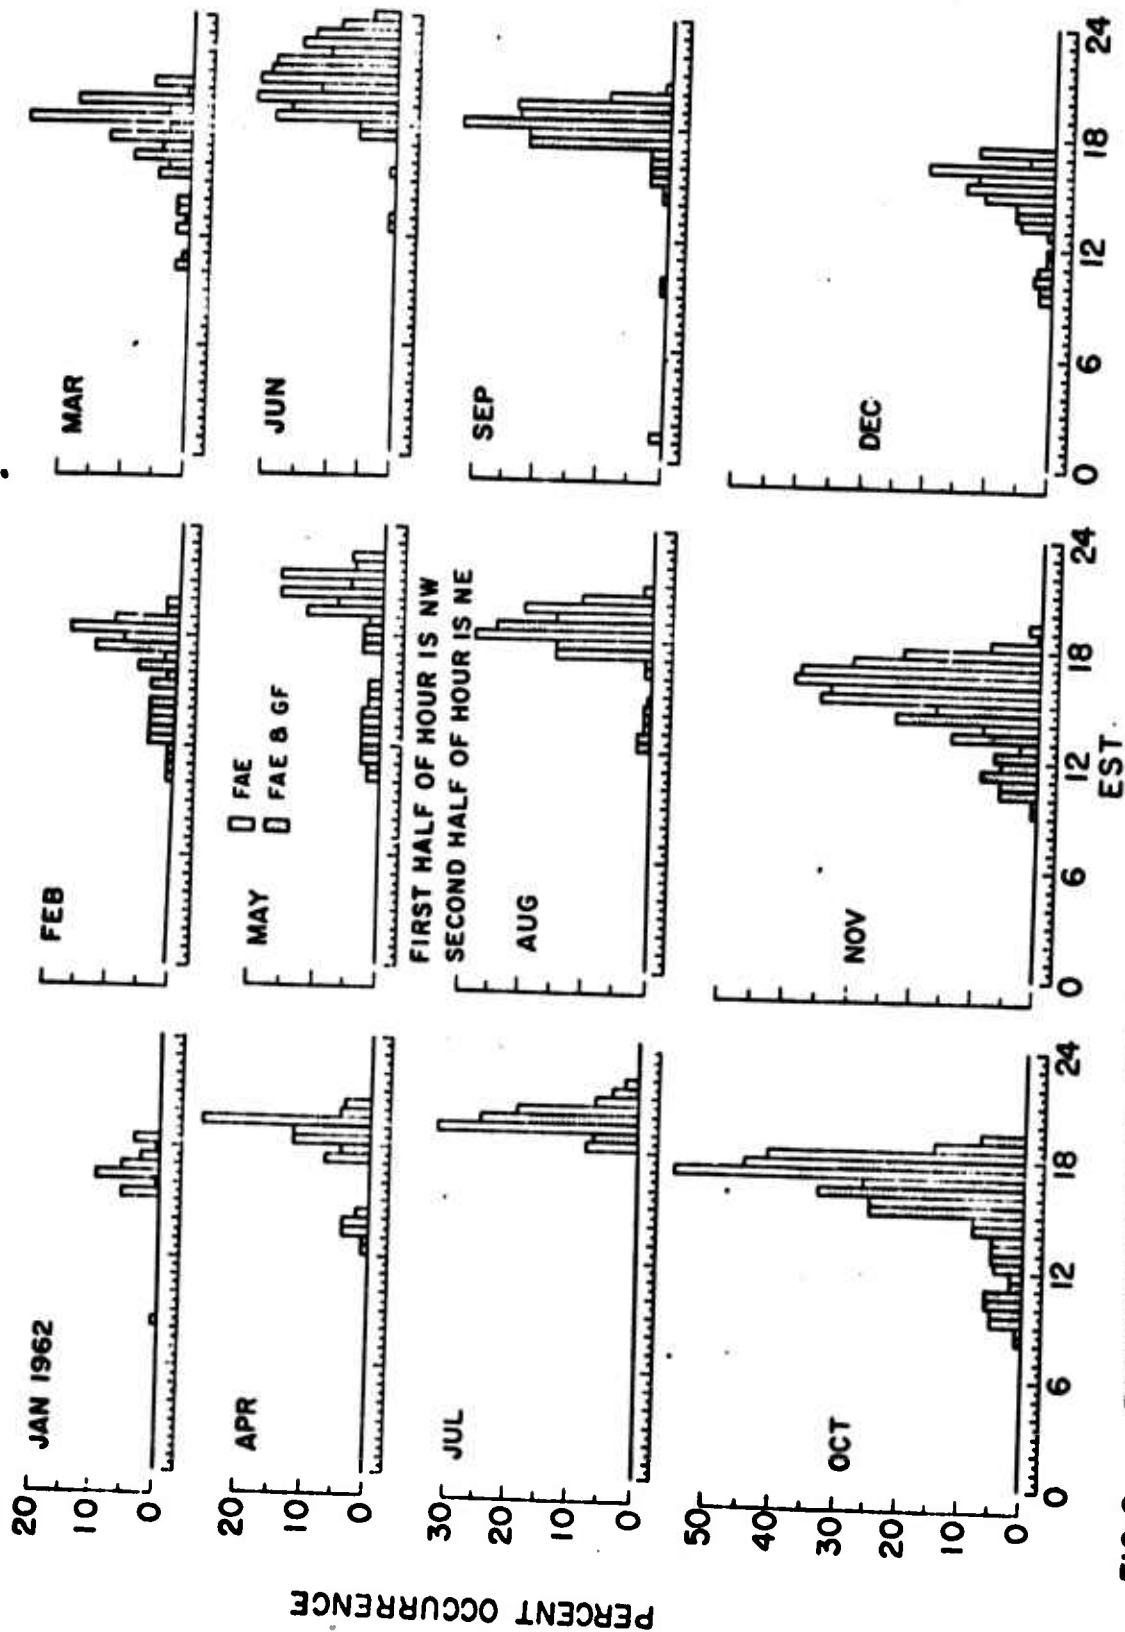 PERCENT OCCURRENCE
JAN 1962
FEB
MAR
20
10
0
APR
MAY
JUN
▯ FAE
▯ FAE & GF
20
10
0
FIRST HALF OF HOUR IS NW
SECOND HALF OF HOUR IS NE
JUL
AUG
SEP
30
20
10
0
OCT
NOV
DEC
50
40
30
20
10
0
0 6 12 18 24
0 6 12 18 24
0 6 12 18 24
EST